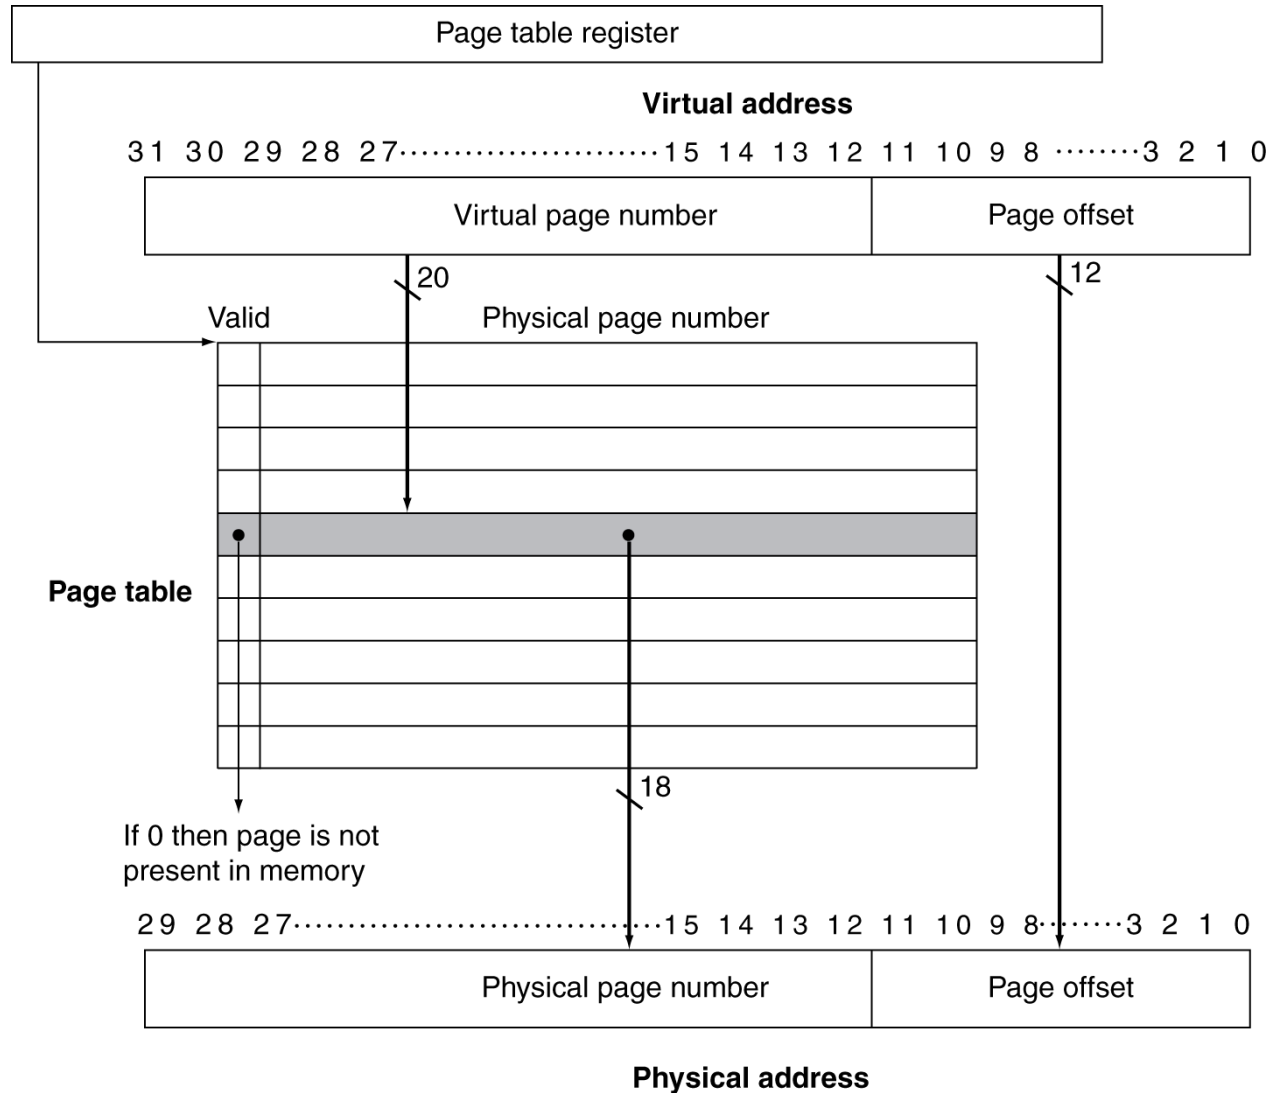 Page table register
Virtual address
31 30 29 28 27······················15 14 13 12 11 10 9 8 ········3 2 1 0
Virtual page number Page offset
20 12
Valid Physical page number
Page table
18
If 0 then page is not
present in memory
29 28 27·······························15 14 13 12 11 10 9 8········3 2 1 0
Physical page number Page offset
Physical address